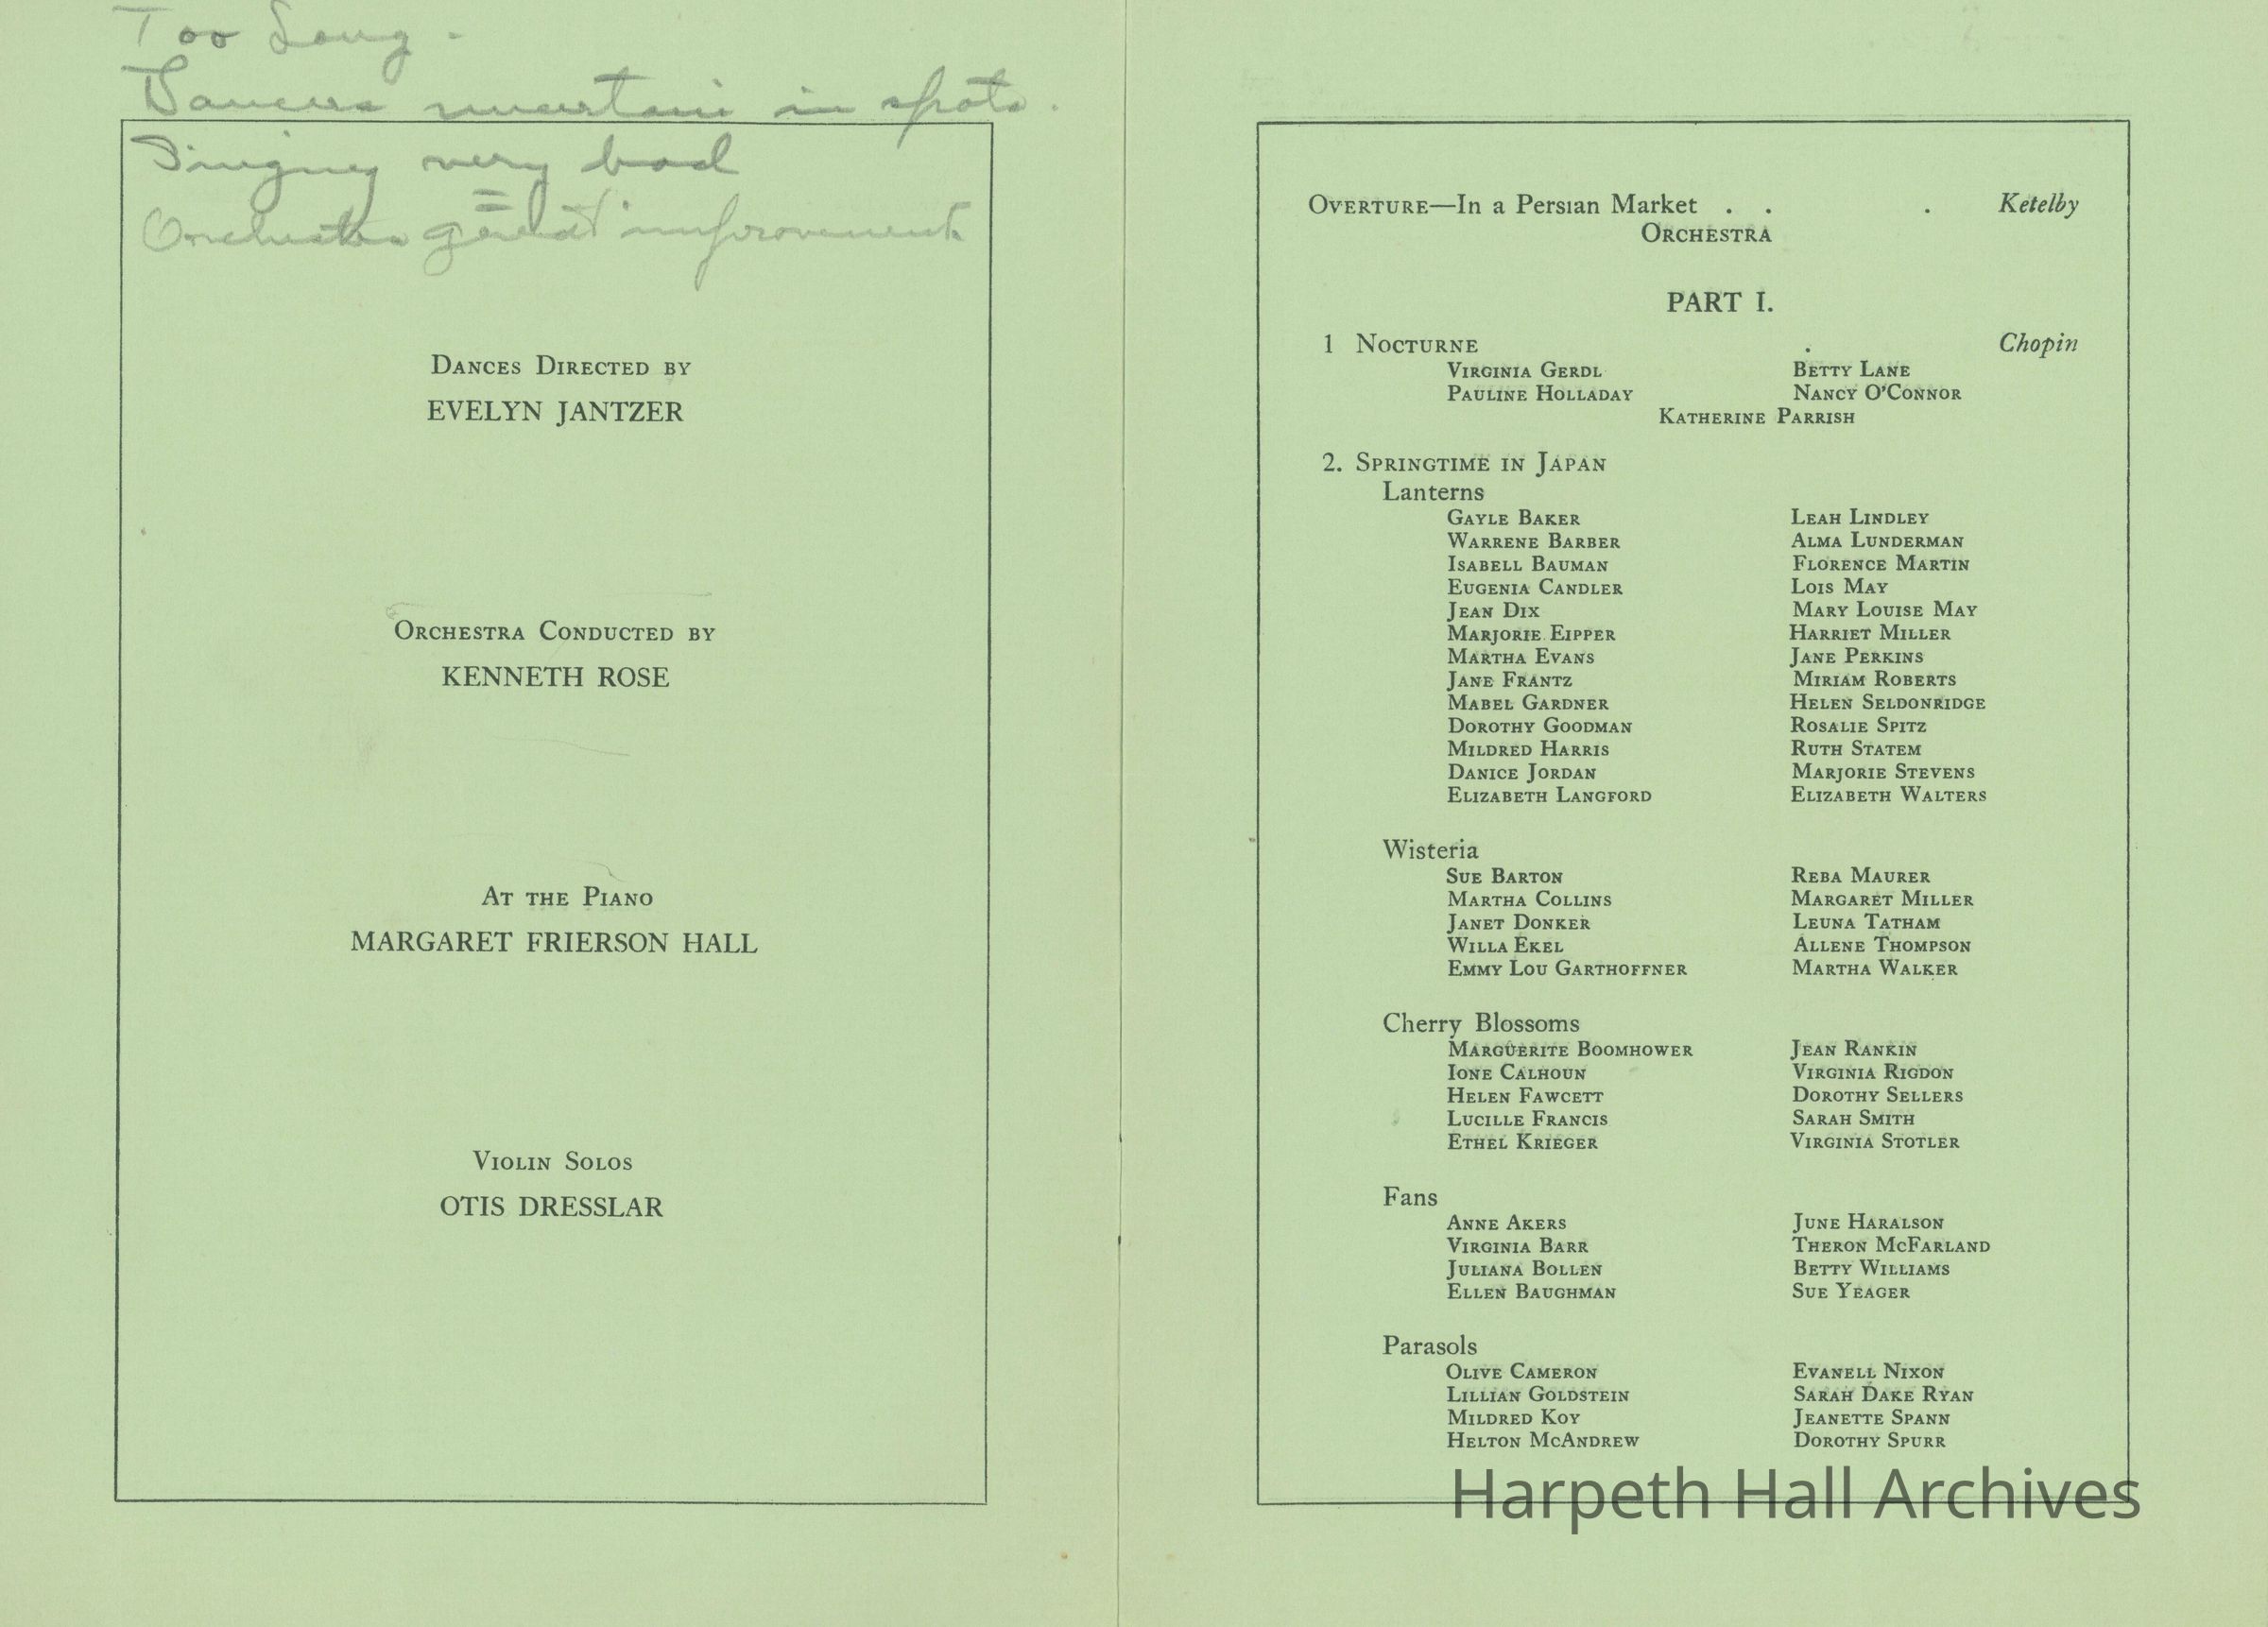 Too Long.
Dancers uncertain in spots.
Singing very bad
Orchestra great improvement
Dances Directed by
EVELYN JANTZER
Orchestra Conducted by
KENNETH ROSE
At the Piano
MARGARET FRIERSON HALL
Violin Solos
OTIS DRESSLAR
Overture—In a Persian Market . . . Ketelby
Orchestra
PART I.
1 Nocturne . Chopin
Virginia Gerdl Betty Lane
Pauline Holladay Nancy O'Connor
Katherine Parrish
2. Springtime in Japan
Lanterns
Gayle Baker Leah Lindley
Warrene Barber Alma Lunderman
Isabell Bauman Florence Martin
Eugenia Candler Lois May
Jean Dix Mary Louise May
Marjorie Eipper Harriet Miller
Martha Evans Jane Perkins
Jane Frantz Miriam Roberts
Mabel Gardner Helen Seldonridge
Dorothy Goodman Rosalie Spitz
Mildred Harris Ruth Statem
Danice Jordan Marjorie Stevens
Elizabeth Langford Elizabeth Walters
Wisteria
Sue Barton Reba Maurer
Martha Collins Margaret Miller
Janet Donker Leuna Tatham
Willa Ekel Allene Thompson
Emmy Lou Garthoffner Martha Walker
Cherry Blossoms
Marguerite Boomhower Jean Rankin
Ione Calhoun Virginia Rigdon
Helen Fawcett Dorothy Sellers
Lucille Francis Sarah Smith
Ethel Krieger Virginia Stotler
Fans
Anne Akers June Haralson
Virginia Barr Theron McFarland
Juliana Bollen Betty Williams
Ellen Baughman Sue Yeager
Parasols
Olive Cameron Evanell Nixon
Lillian Goldstein Sarah Dake Ryan
Mildred Koy Jeanette Spann
Helton McAndrew Dorothy Spurr
Harpeth Hall Archives